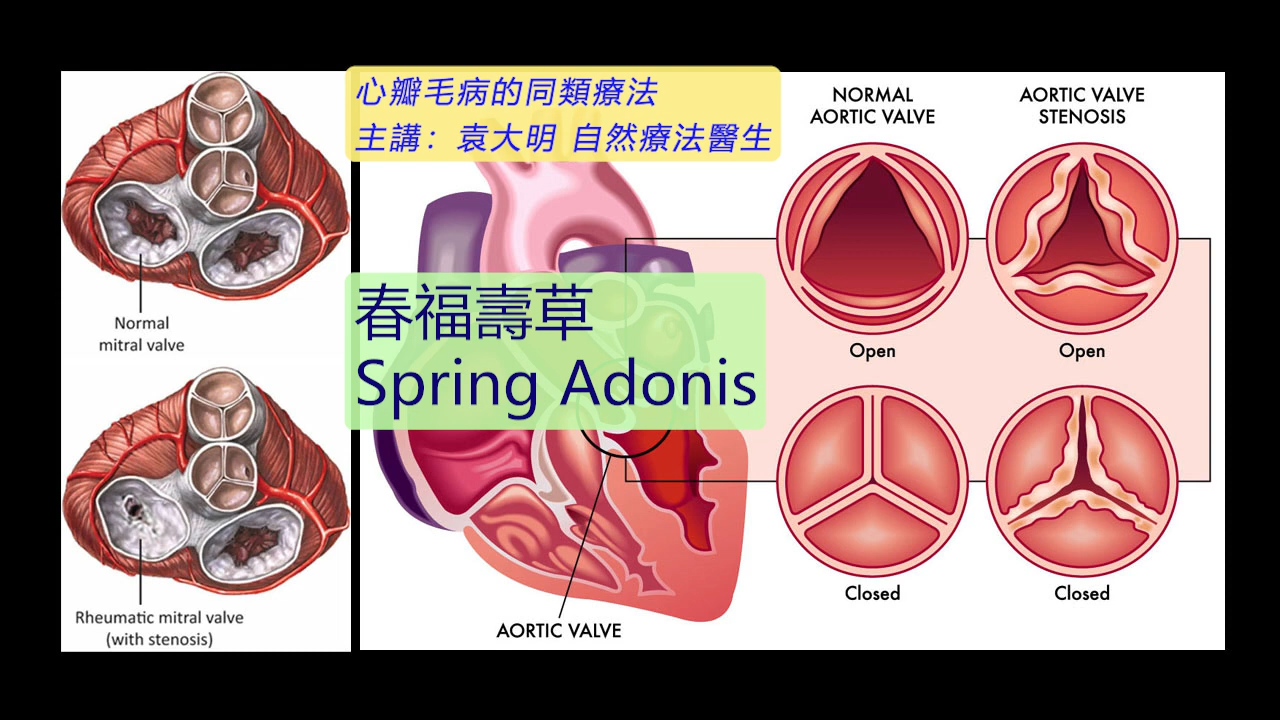 心瓣毛病的同類療法
主講：袁大明 自然療法醫生
春福壽草
Spring Adonis
Normal
mitral valve
Rheumatic mitral valve
(with stenosis)
AORTIC VALVE
NORMAL
AORTIC VALVE
AORTIC VALVE
STENOSIS
Open
Open
Closed
Closed